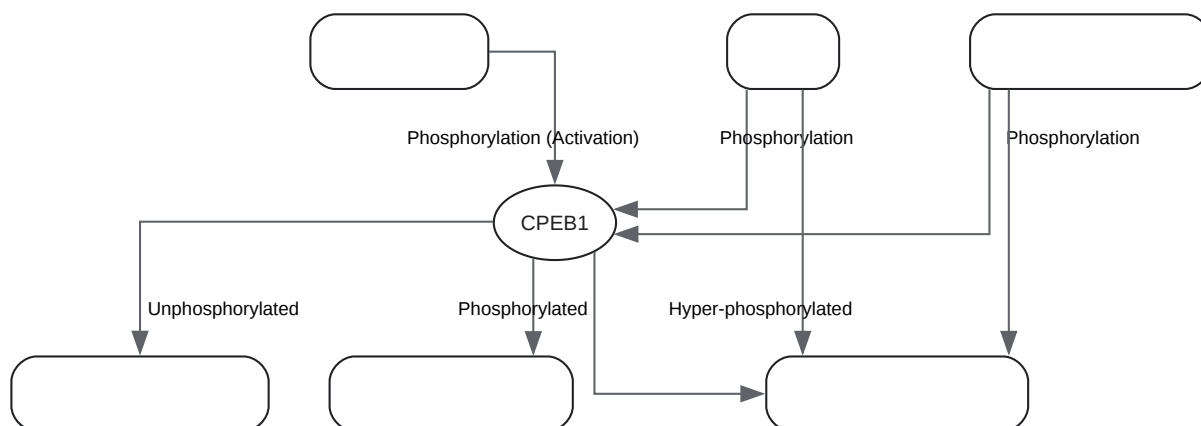 Phosphorylation (Activation)
Phosphorylation
Phosphorylation
CPEB1
Unphosphorylated
Phosphorylated
Hyper-phosphorylated